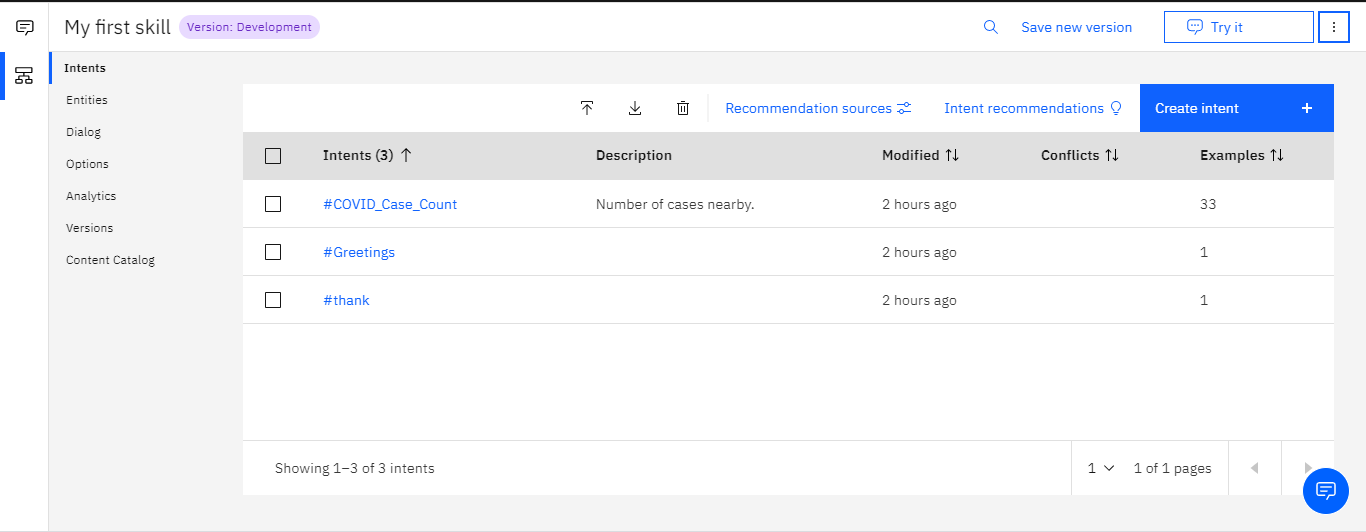 My first skill Version: Development Save new version Try it
Intents
Entities
Dialog
Options
Analytics
Versions
Content Catalog
Recommendation sources Intent recommendations Create intent +
Intents (3) Description Modified Conflicts Examples
#COVID_Case_Count Number of cases nearby. 2 hours ago 33
#Greetings 2 hours ago 1
#thank 2 hours ago 1
Showing 1–3 of 3 intents 1 1 of 1 pages